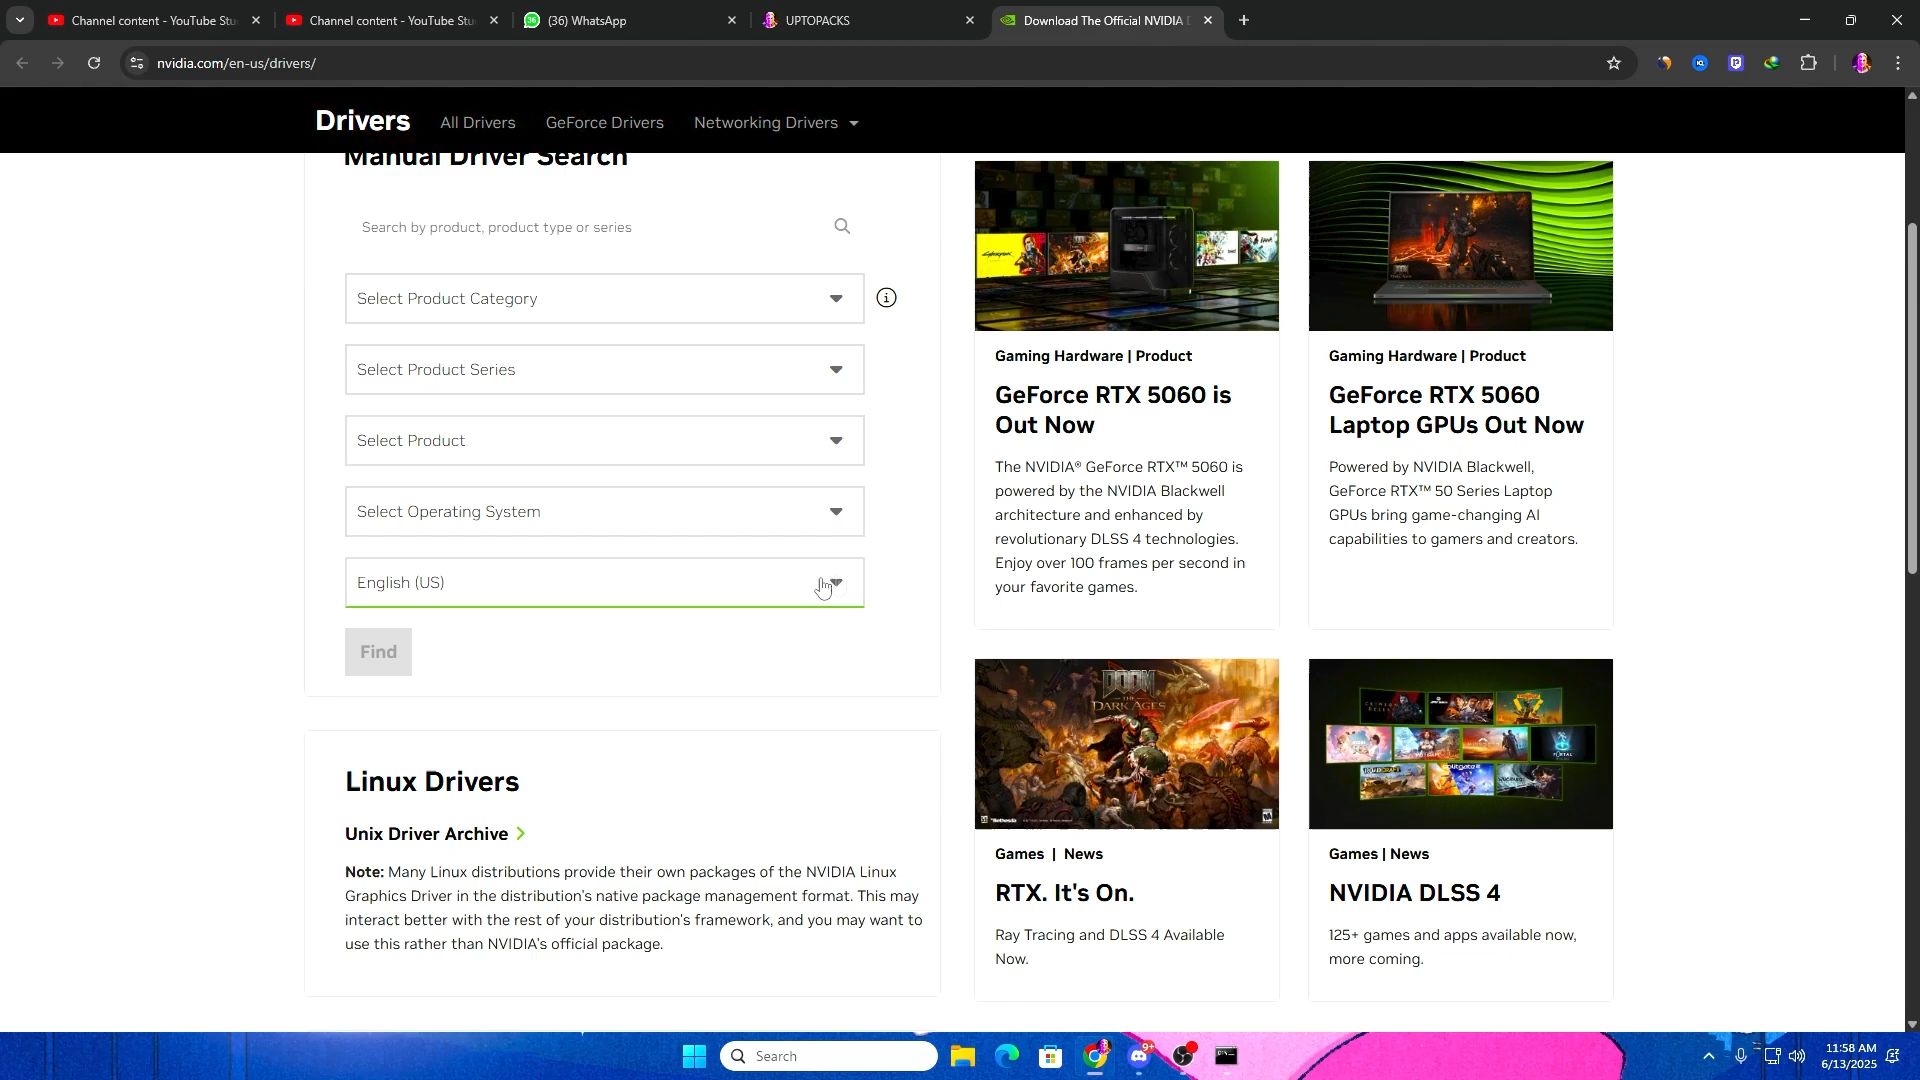 Channel content - YouTube Stu
Channel content - YouTube Stu
(36) WhatsApp
UPTOPACKS
Download The Official NVIDIA D
nvidia.com/en-us/drivers/
Drivers
All Drivers
GeForce Drivers
Networking Drivers
Manual Driver Search
Search by product, product type or series
Select Product Category
Select Product Series
Select Product
Select Operating System
English (US)
Find
Linux Drivers
Unix Driver Archive
Note: Many Linux distributions provide their own packages of the NVIDIA Linux
Graphics Driver in the distribution's native package management format. This may
interact better with the rest of your distribution's framework, and you may want to
use this rather than NVIDIA's official package.
Gaming Hardware | Product
GeForce RTX 5060 is
Out Now
The NVIDIA® GeForce RTX™ 5060 is
powered by the NVIDIA Blackwell
architecture and enhanced by
revolutionary DLSS 4 technologies.
Enjoy over 100 frames per second in
your favorite games.
Gaming Hardware | Product
GeForce RTX 5060
Laptop GPUs Out Now
Powered by NVIDIA Blackwell,
GeForce RTX™ 50 Series Laptop
GPUs bring game-changing AI
capabilities to gamers and creators.
DOOM
THE
DARK AGES
Games | News
RTX. It's On.
Ray Tracing and DLSS 4 Available
Now.
Games | News
NVIDIA DLSS 4
125+ games and apps available now,
more coming.
Search
9+
11:58 AM
6/13/2025